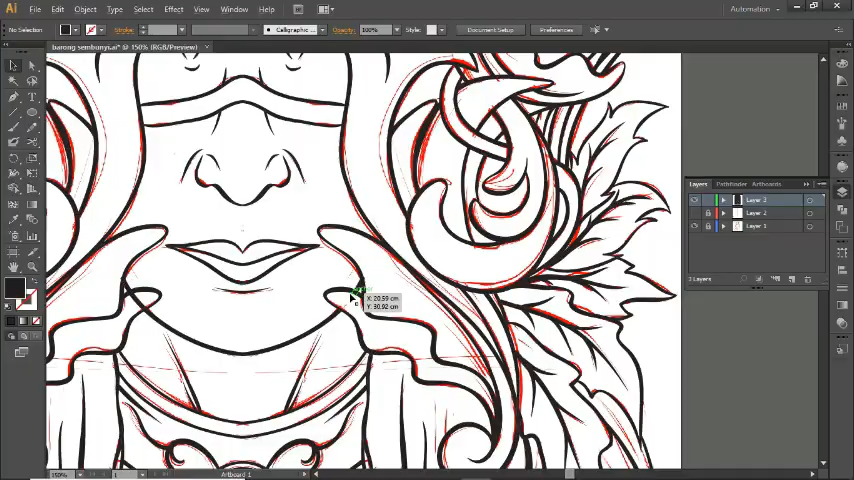 Ai File Edit Object Type Select Effect View Window Help Br Automation
No Selection Stroke: Calligraphic ... Opacity: 100% Style: Document Setup Preferences
barong sembunyi.ai* @ 150% (RGB/Preview) ×
Layers Pathfinder Artboards
Layer 3
Layer 2
Layer 1
X: 20,59 cm
Y: 30,92 cm
3 Layers
150% 1 Artboard 1